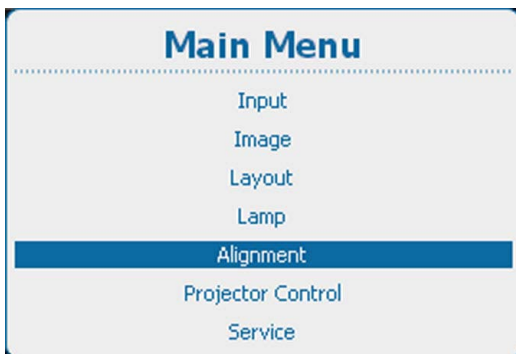 Main Menu
Input
Image
Layout
Lamp
Alignment
Projector Control
Service